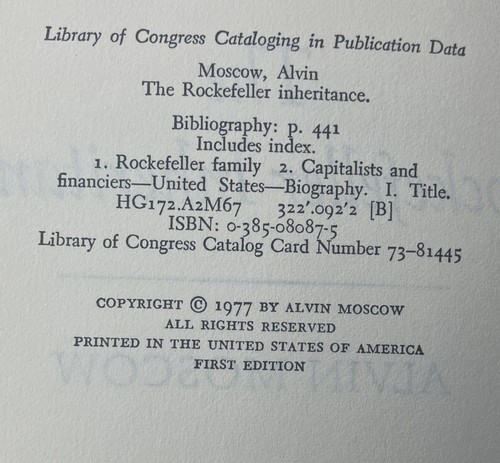 Library of Congress Cataloging in Publication Data
Moscow, Alvin
The Rockefeller inheritance.
Bibliography: p. 441
Includes index.
1. Rockefeller family 2. Capitalists and
financiers—United States—Biography. I. Title.
HG172.A2M67 322'.092'2 [B]
ISBN: 0-385-08087-5
Library of Congress Catalog Card Number 73-81445
COPYRIGHT © 1977 BY ALVIN MOSCOW
ALL RIGHTS RESERVED
PRINTED IN THE UNITED STATES OF AMERICA
FIRST EDITION
ALVIN MOSCOW